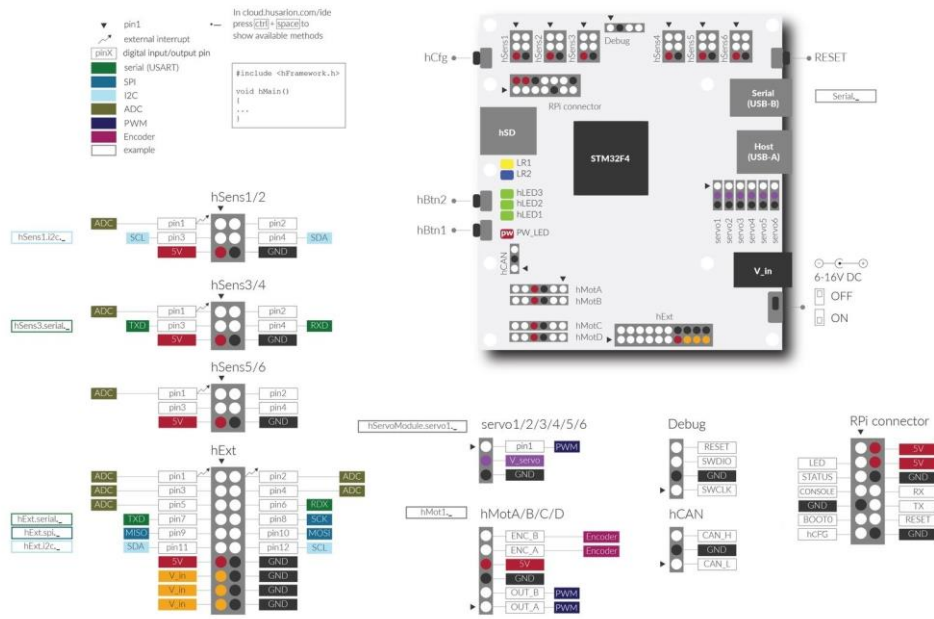 pin1
external interrupt
pinX digital input/output pin
serial (USART)
SPI
I2C
ADC
PWM
Encoder
example
In cloud.husarion.com/ide
press ctrl + space to
show available methods
#include <hFramework.h>
void hMain()
{
...
}
hCfg
hSens1
hSens2
hSens3
Debug
hSens4
hSens5
hSens6
RESET
RPi connector
Serial
(USB-B)
Serial._
hSD
STM32F4
Host
(USB-A)
LR1
LR2
hLED3
hLED2
hLED1
hBtn2
hBtn1
pw PW_LED
servo1
servo2
servo3
servo4
servo5
servo6
hCAN
V_in
6-16V DC
OFF
ON
hMotA
hMotB
hMotC
hMotD
hExt
hSens1/2
ADC pin1 pin2
hSens1.i2c._ SCL pin3 pin4 SDA
5V GND
hSens3/4
ADC pin1 pin2
hSens3.serial._ TXD pin3 pin4 RXD
5V GND
hSens5/6
ADC pin1 pin2
pin3 pin4
5V GND
hExt
ADC pin1 pin2 ADC
ADC pin3 pin4 ADC
ADC pin5 pin6 RDX
hExt.serial._ TXD pin7 pin8 SCK
hExt.spi._ MISO pin9 pin10 MOSI
hExt.i2c._ SDA pin11 pin12 SCL
5V GND
V_in GND
V_in GND
V_in GND
servo1/2/3/4/5/6
hServoModule.servo1._
pin1 PWM
V_servo
GND
hMotA/B/C/D
hMot1._
ENC_B Encoder
ENC_A Encoder
5V
GND
OUT_B PWM
OUT_A PWM
Debug
RESET
SWDIO
GND
SWCLK
hCAN
CAN_H
GND
CAN_L
RPi connector
5V
LED 5V
STATUS GND
CONSOLE RX
GND TX
BOOT0 RESET
hCFG GND